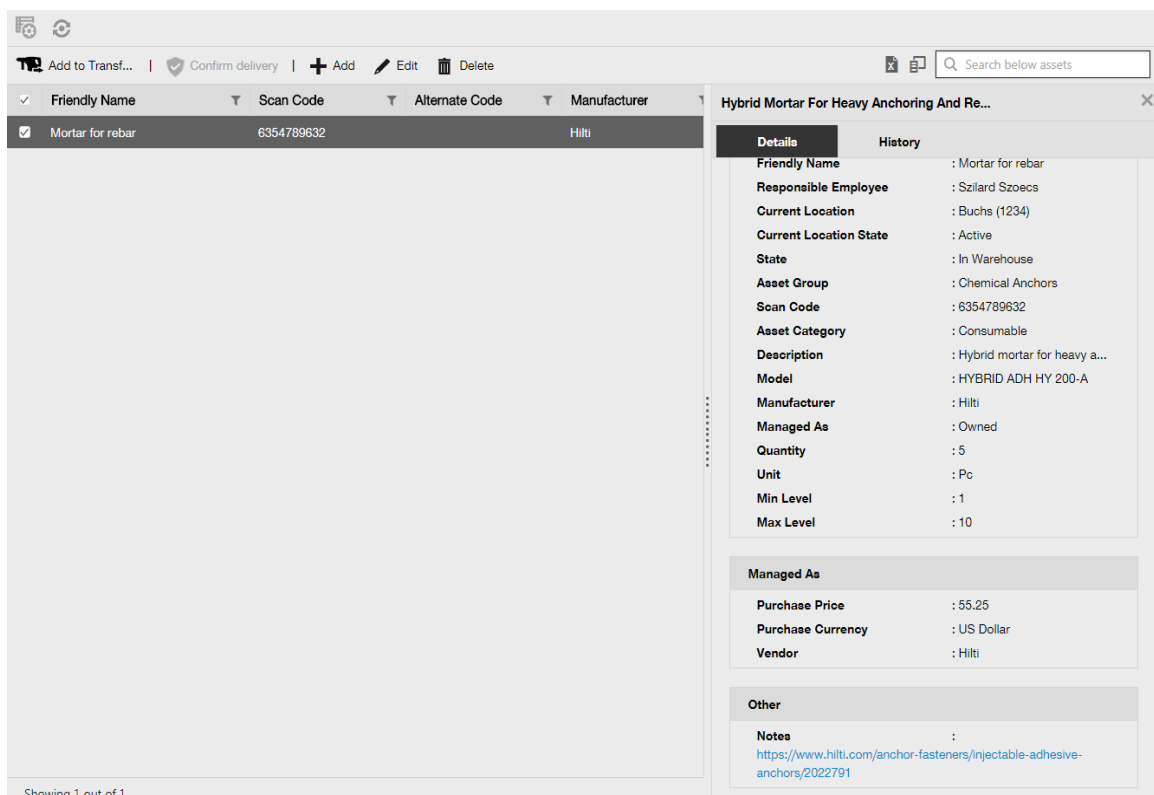 Add to Transf... | Confirm delivery | Add Edit Delete Search below assets
Friendly Name Scan Code Alternate Code Manufacturer
Mortar for rebar 6354789632 Hilti
Hybrid Mortar For Heavy Anchoring And Re...
Details History
Friendly Name : Mortar for rebar
Responsible Employee : Szilard Szoecs
Current Location : Buchs (1234)
Current Location State : Active
State : In Warehouse
Asset Group : Chemical Anchors
Scan Code : 6354789632
Asset Category : Consumable
Description : Hybrid mortar for heavy a...
Model : HYBRID ADH HY 200-A
Manufacturer : Hilti
Managed As : Owned
Quantity : 5
Unit : Pc
Min Level : 1
Max Level : 10
Managed As
Purchase Price : 55.25
Purchase Currency : US Dollar
Vendor : Hilti
Other
Notes :
https://www.hilti.com/anchor-fasteners/injectable-adhesive-
anchors/2022791
Showing 1 out of 1